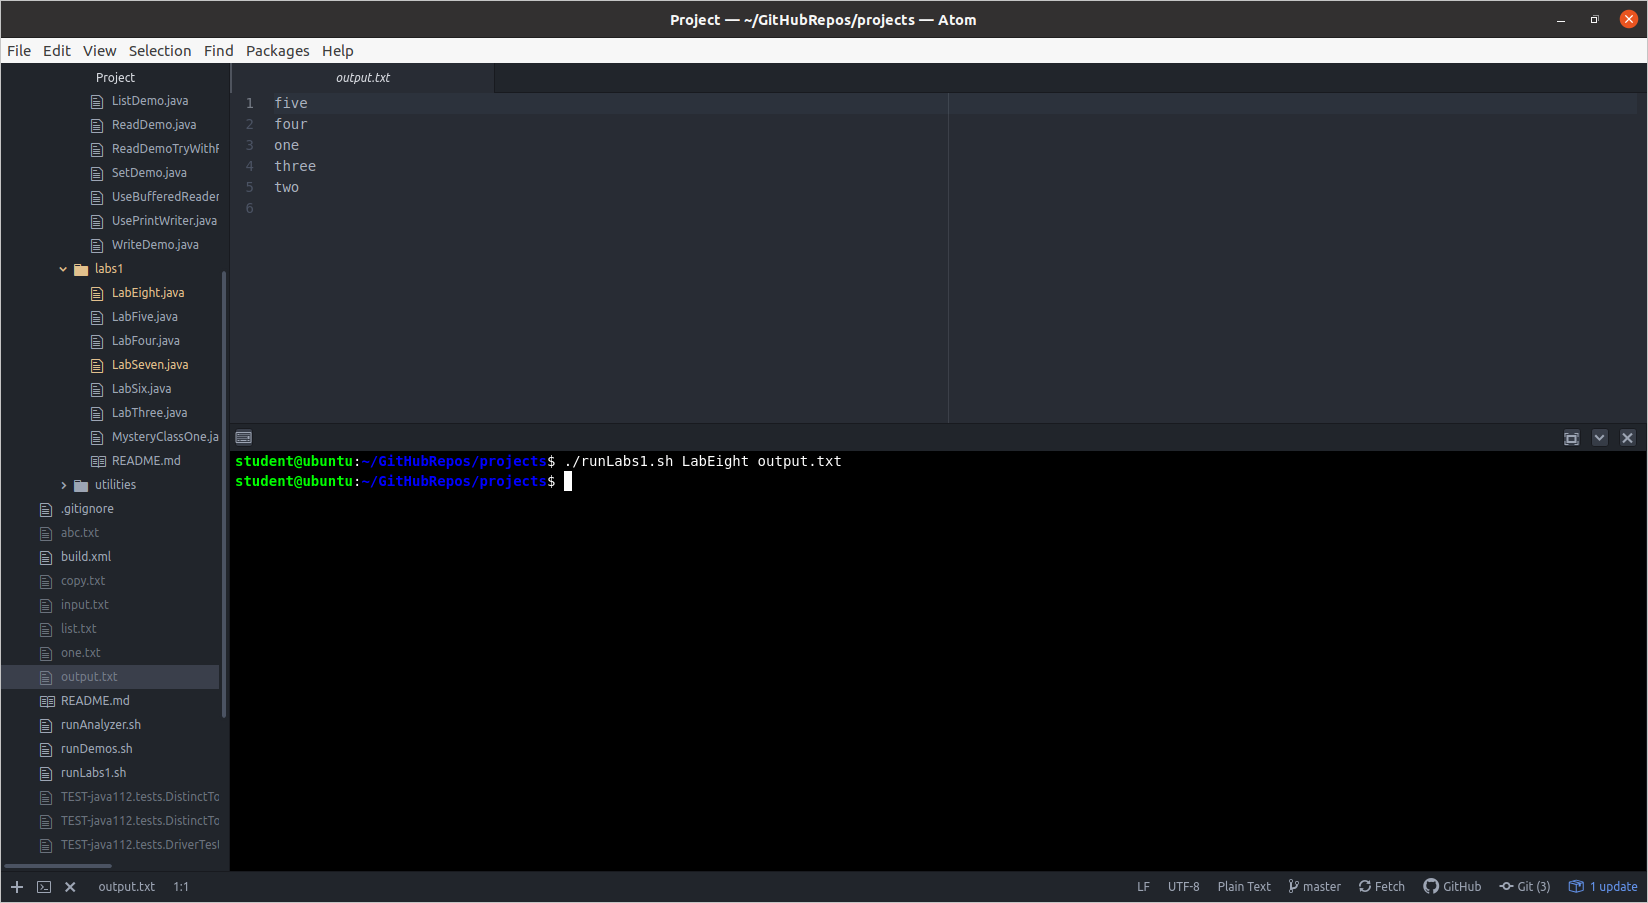 Project — ~/GitHubRepos/projects — Atom
File Edit View Selection Find Packages Help
Project
ListDemo.java
ReadDemo.java
ReadDemoTryWithF
SetDemo.java
UseBufferedReader
UsePrintWriter.java
WriteDemo.java
labs1
LabEight.java
LabFive.java
LabFour.java
LabSeven.java
LabSix.java
LabThree.java
MysteryClassOne.ja
README.md
utilities
.gitignore
abc.txt
build.xml
copy.txt
input.txt
list.txt
one.txt
output.txt
README.md
runAnalyzer.sh
runDemos.sh
runLabs1.sh
TEST-java112.tests.DistinctTo
TEST-java112.tests.DistinctTo
TEST-java112.tests.DriverTest
output.txt
1 five
2 four
3 one
4 three
5 two
6
student@ubuntu:~/GitHubRepos/projects$ ./runLabs1.sh LabEight output.txt
student@ubuntu:~/GitHubRepos/projects$
output.txt 1:1 LF UTF-8 Plain Text master Fetch GitHub Git (3) 1 update